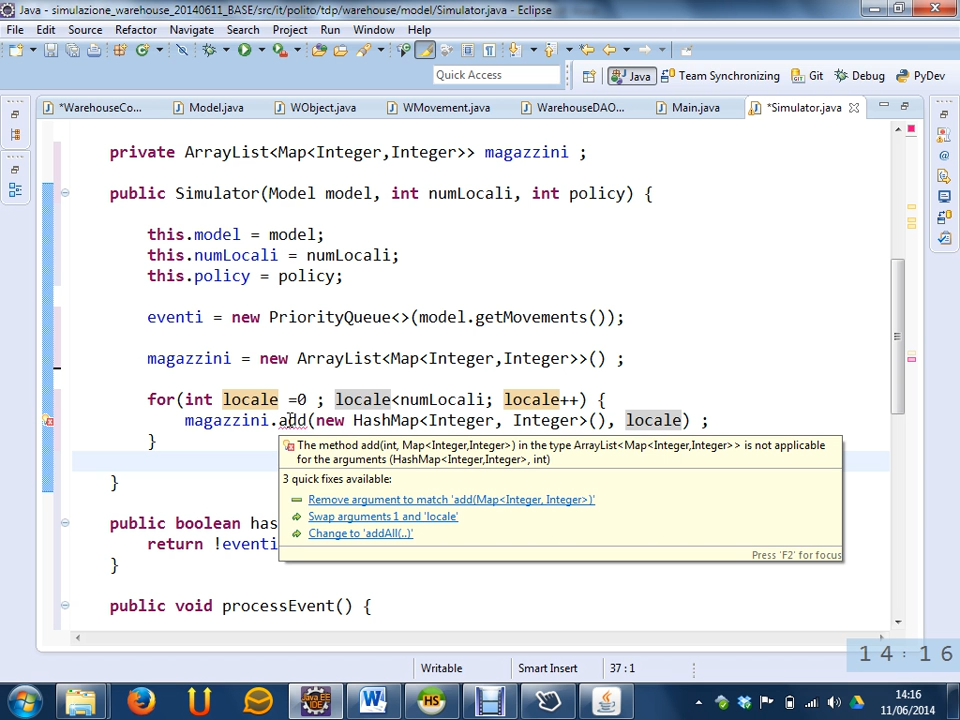 Java - simulazione_warehouse_20140611_BASE/src/it/polito/tdp/warehouse/model/Simulator.java - Eclipse
File Edit Source Refactor Navigate Search Project Run Window Help
Quick Access
Java Team Synchronizing Git Debug PyDev
*WarehouseCo... Model.java WObject.java WMovement.java WarehouseDAO... Main.java *Simulator.java
private ArrayList<Map<Integer,Integer>> magazzini ;
public Simulator(Model model, int numLocali, int policy) {
this.model = model;
this.numLocali = numLocali;
this.policy = policy;
eventi = new PriorityQueue<>(model.getMovements());
magazzini = new ArrayList<Map<Integer,Integer>>() ;
for(int locale =0 ; locale<numLocali; locale++) {
magazzini.add(new HashMap<Integer, Integer>(), locale) ;
}
The method add(int, Map<Integer,Integer>) in the type ArrayList<Map<Integer,Integer>> is not applicable
for the arguments (HashMap<Integer,Integer>, int)
3 quick fixes available:
Remove argument to match 'add(Map<Integer, Integer>)'
Swap arguments 1 and 'locale'
Change to 'addAll(..)'
Press 'F2' for focus
}
public boolean has
return !eventi
}
public void processEvent() {
14:16
Writable Smart Insert 37 : 1
HS
Java EE
IDE
14:16
11/06/2014